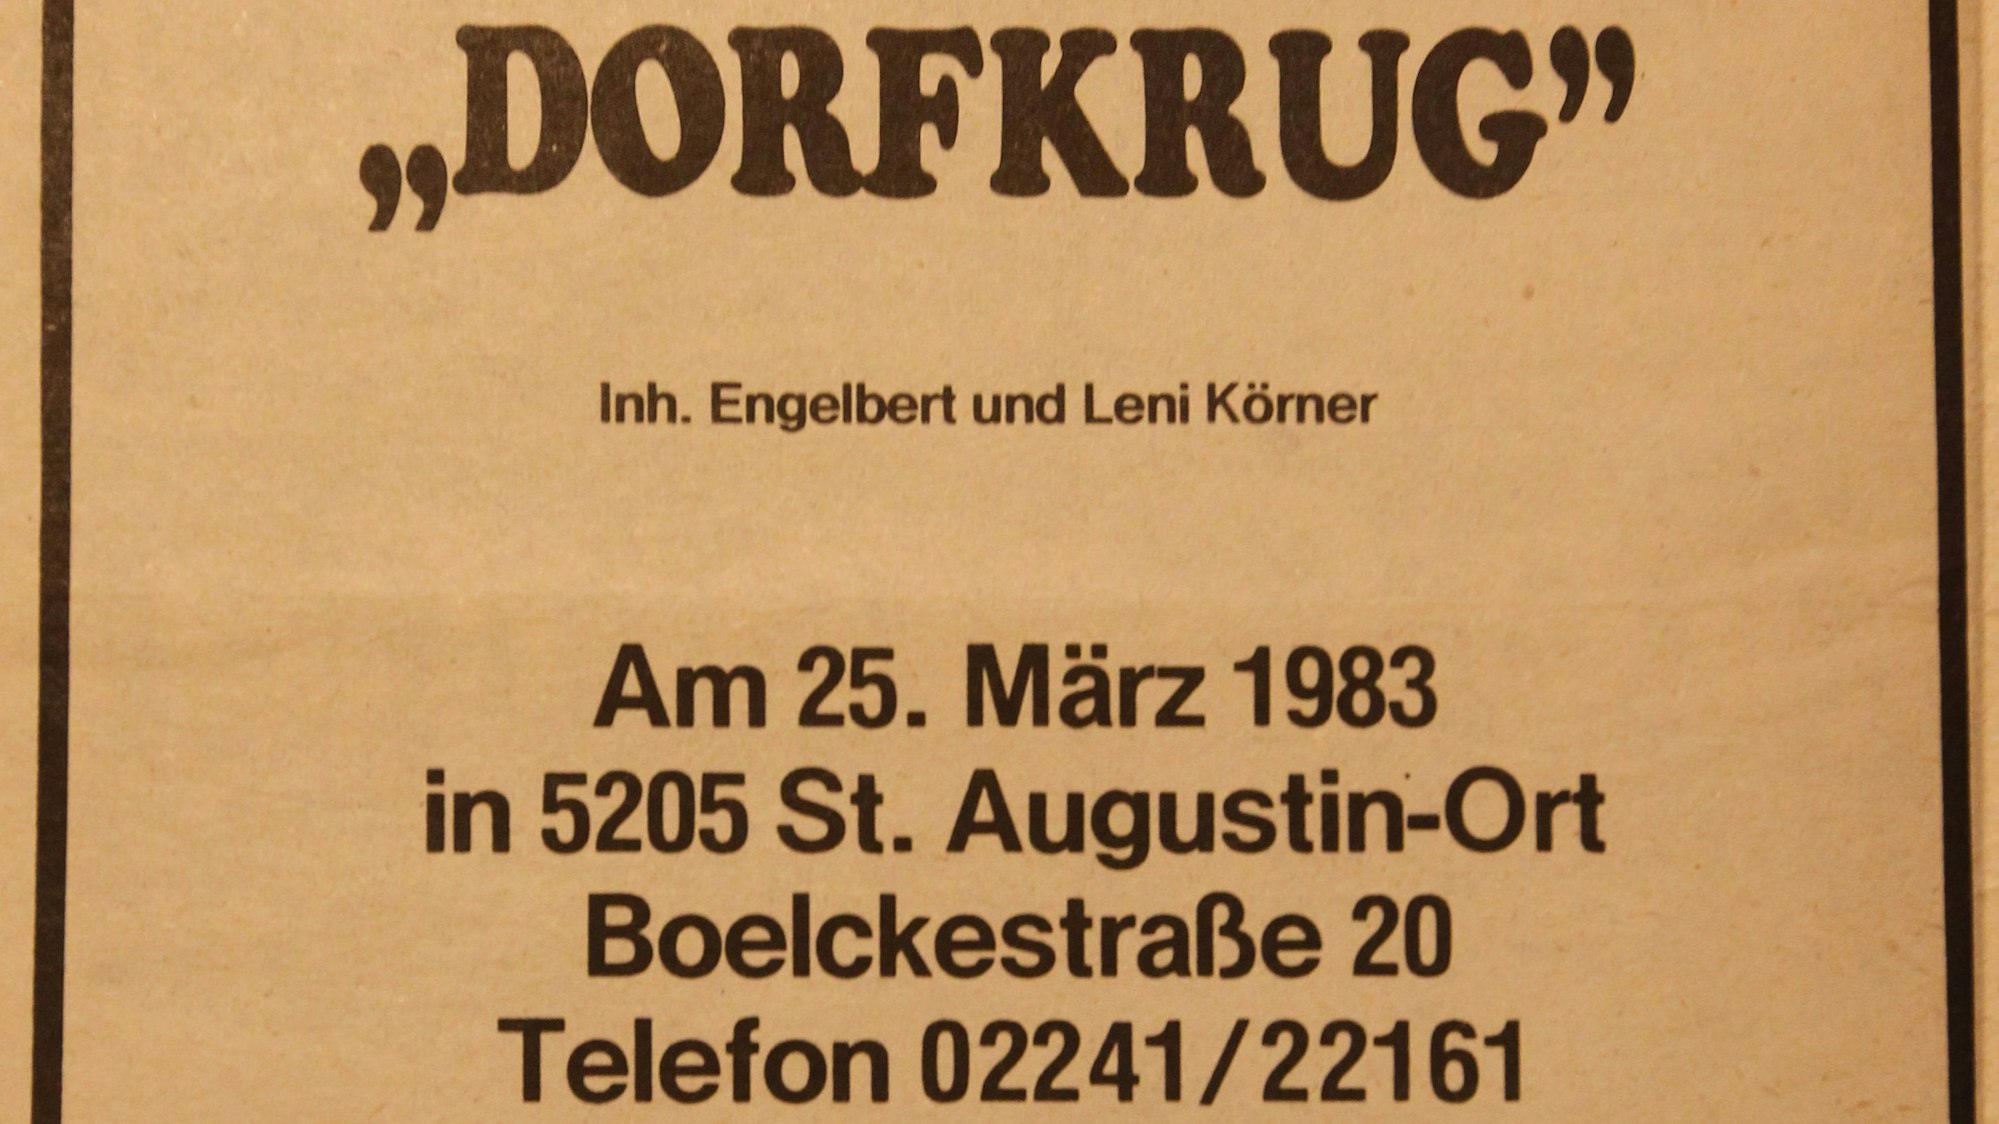 „DORFKRUG”
Inh. Engelbert und Leni Körner
Am 25. März 1983
in 5205 St. Augustin-Ort
Boelckestraße 20
Telefon 02241/22161